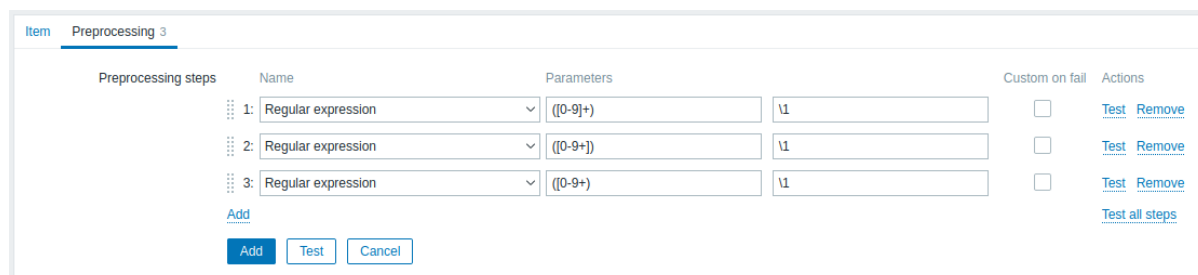 Item Preprocessing 3
Preprocessing steps Name Parameters Custom on fail Actions
1: Regular expression ([0-9]+) \1 Test Remove
2: Regular expression ([0-9+]) \1 Test Remove
3: Regular expression ([0-9+) \1 Test Remove
Add Test all steps
Add Test Cancel